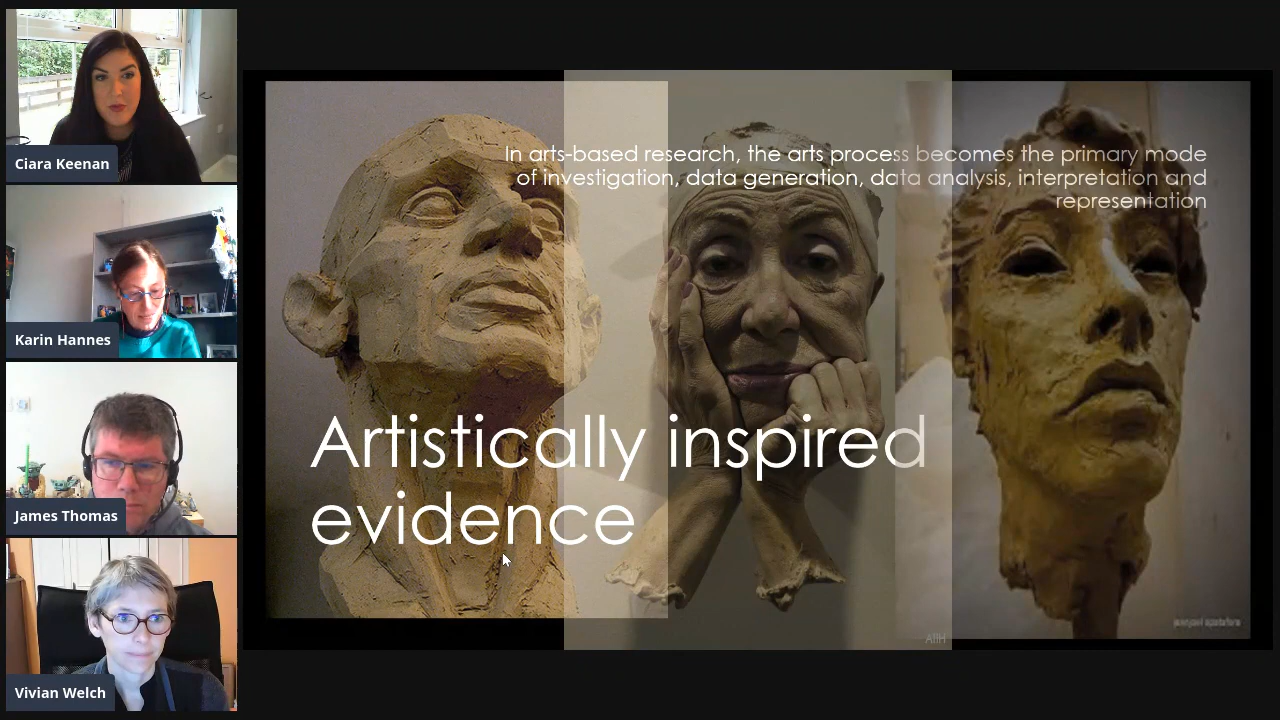 Ciara Keenan
Karin Hannes
James Thomas
Vivian Welch
In arts-based research, the arts process becomes the primary mode
of investigation, data generation, data analysis, interpretation and
representation
Artistically inspired
evidence